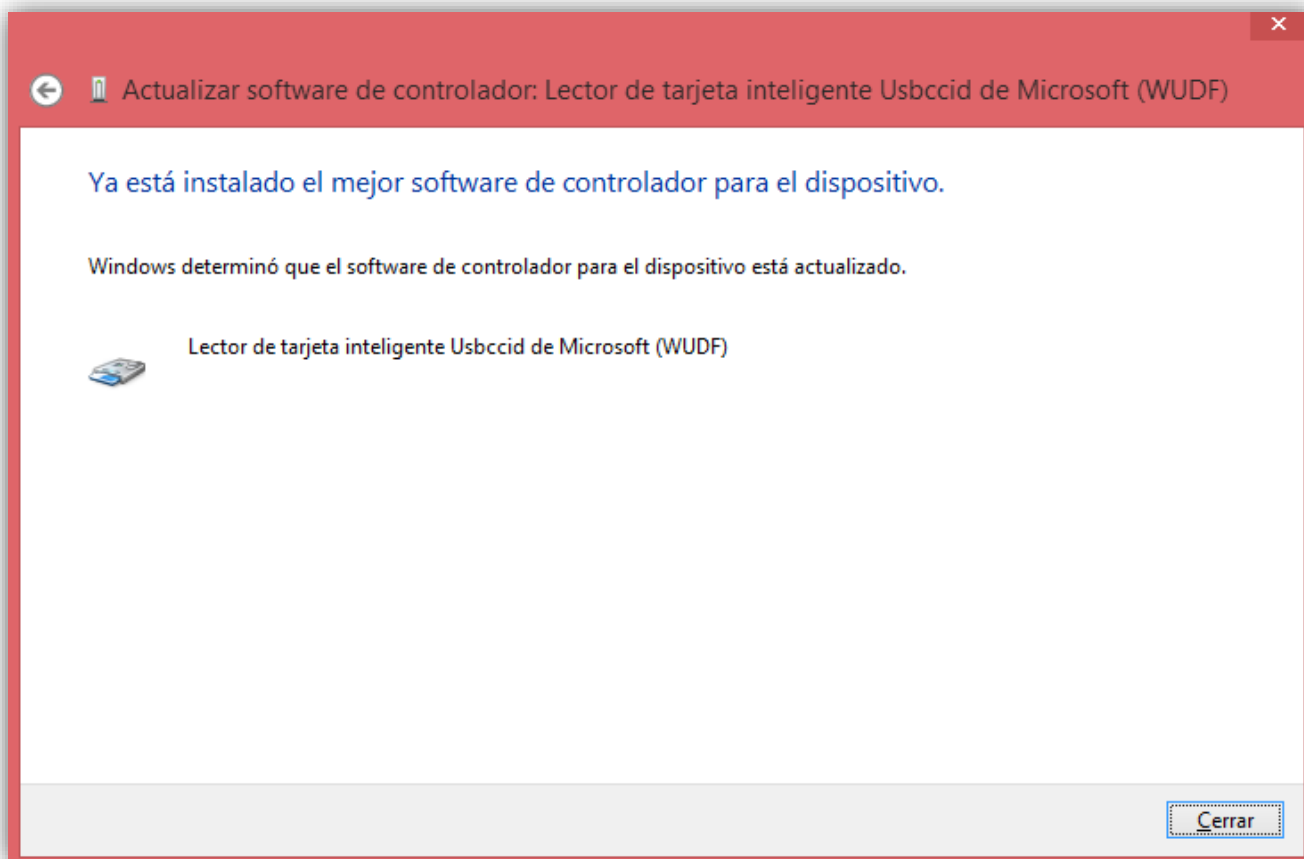 Actualizar software de controlador: Lector de tarjeta inteligente Usbccid de Microsoft (WUDF)
Ya está instalado el mejor software de controlador para el dispositivo.
Windows determinó que el software de controlador para el dispositivo está actualizado.
Lector de tarjeta inteligente Usbccid de Microsoft (WUDF)
Cerrar